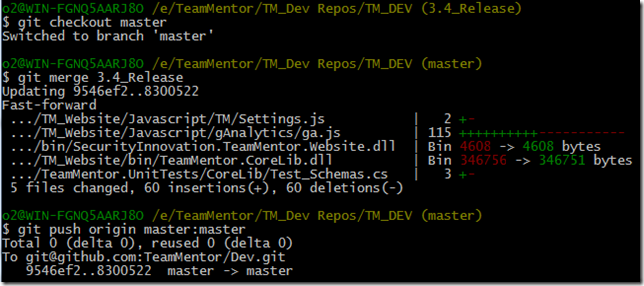 o2@WIN-FGNQ5AARJ8O /e/TeamMentor/TM_Dev Repos/TM_DEV (3.4_Release)
$ git checkout master
Switched to branch 'master'
o2@WIN-FGNQ5AARJ8O /e/TeamMentor/TM_Dev Repos/TM_DEV (master)
$ git merge 3.4_Release
Updating 9546ef2..8300522
Fast-forward
.../TM_Website/Javascript/TM/Settings.js | 2 +-
.../TM_Website/Javascript/gAnalytics/ga.js | 115 ++++++++++-----------
.../bin/SecurityInnovation.TeamMentor.Website.dll | Bin 4608 -> 4608 bytes
.../TM_Website/bin/TeamMentor.CoreLib.dll | Bin 346756 -> 346751 bytes
.../TeamMentor.UnitTests/CoreLib/Test_Schemas.cs | 3 +-
5 files changed, 60 insertions(+), 60 deletions(-)
o2@WIN-FGNQ5AARJ8O /e/TeamMentor/TM_Dev Repos/TM_DEV (master)
$ git push origin master:master
Total 0 (delta 0), reused 0 (delta 0)
To git@github.com:TeamMentor/Dev.git
9546ef2..8300522 master -> master